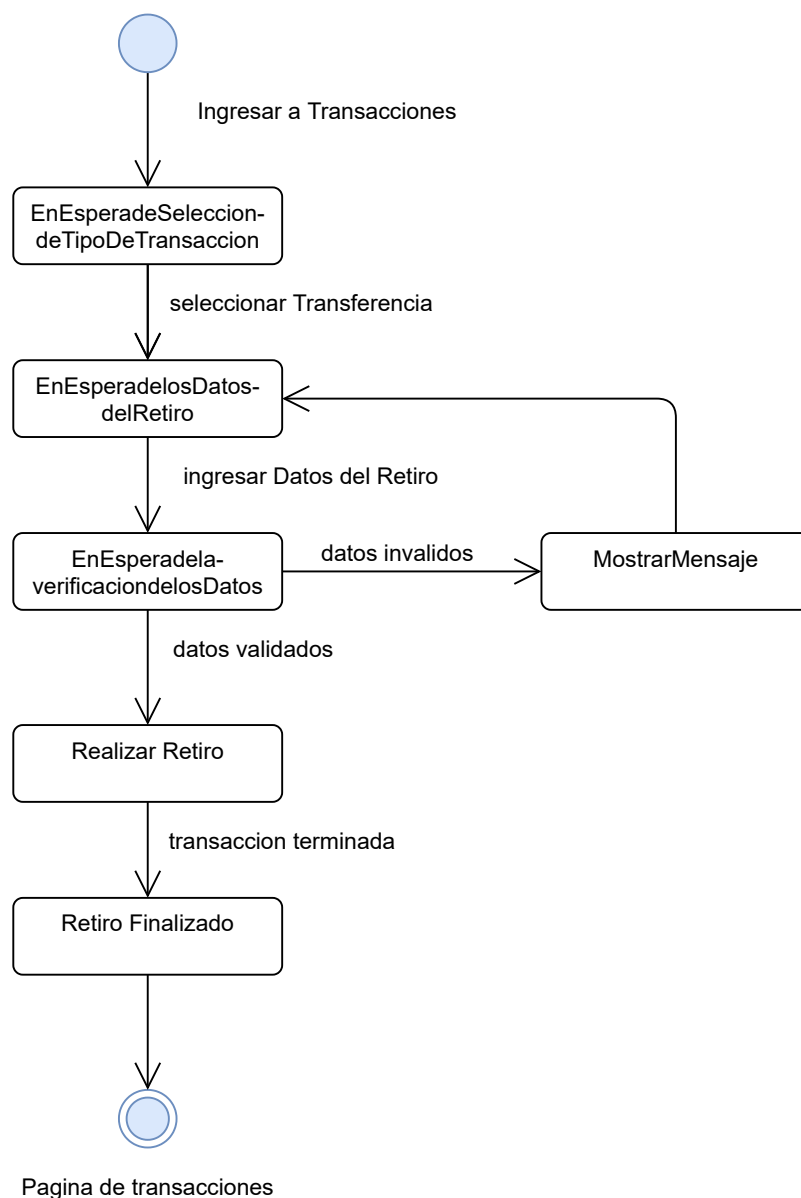 Ingresar a Transacciones
EnEsperadeSeleccion-
deTipoDeTransaccion
seleccionar Transferencia
EnEsperadelosDatos-
delRetiro
ingresar Datos del Retiro
EnEsperadela-
verificaciondelosDatos
datos invalidos
MostrarMensaje
datos validados
Realizar Retiro
transaccion terminada
Retiro Finalizado
Pagina de transacciones